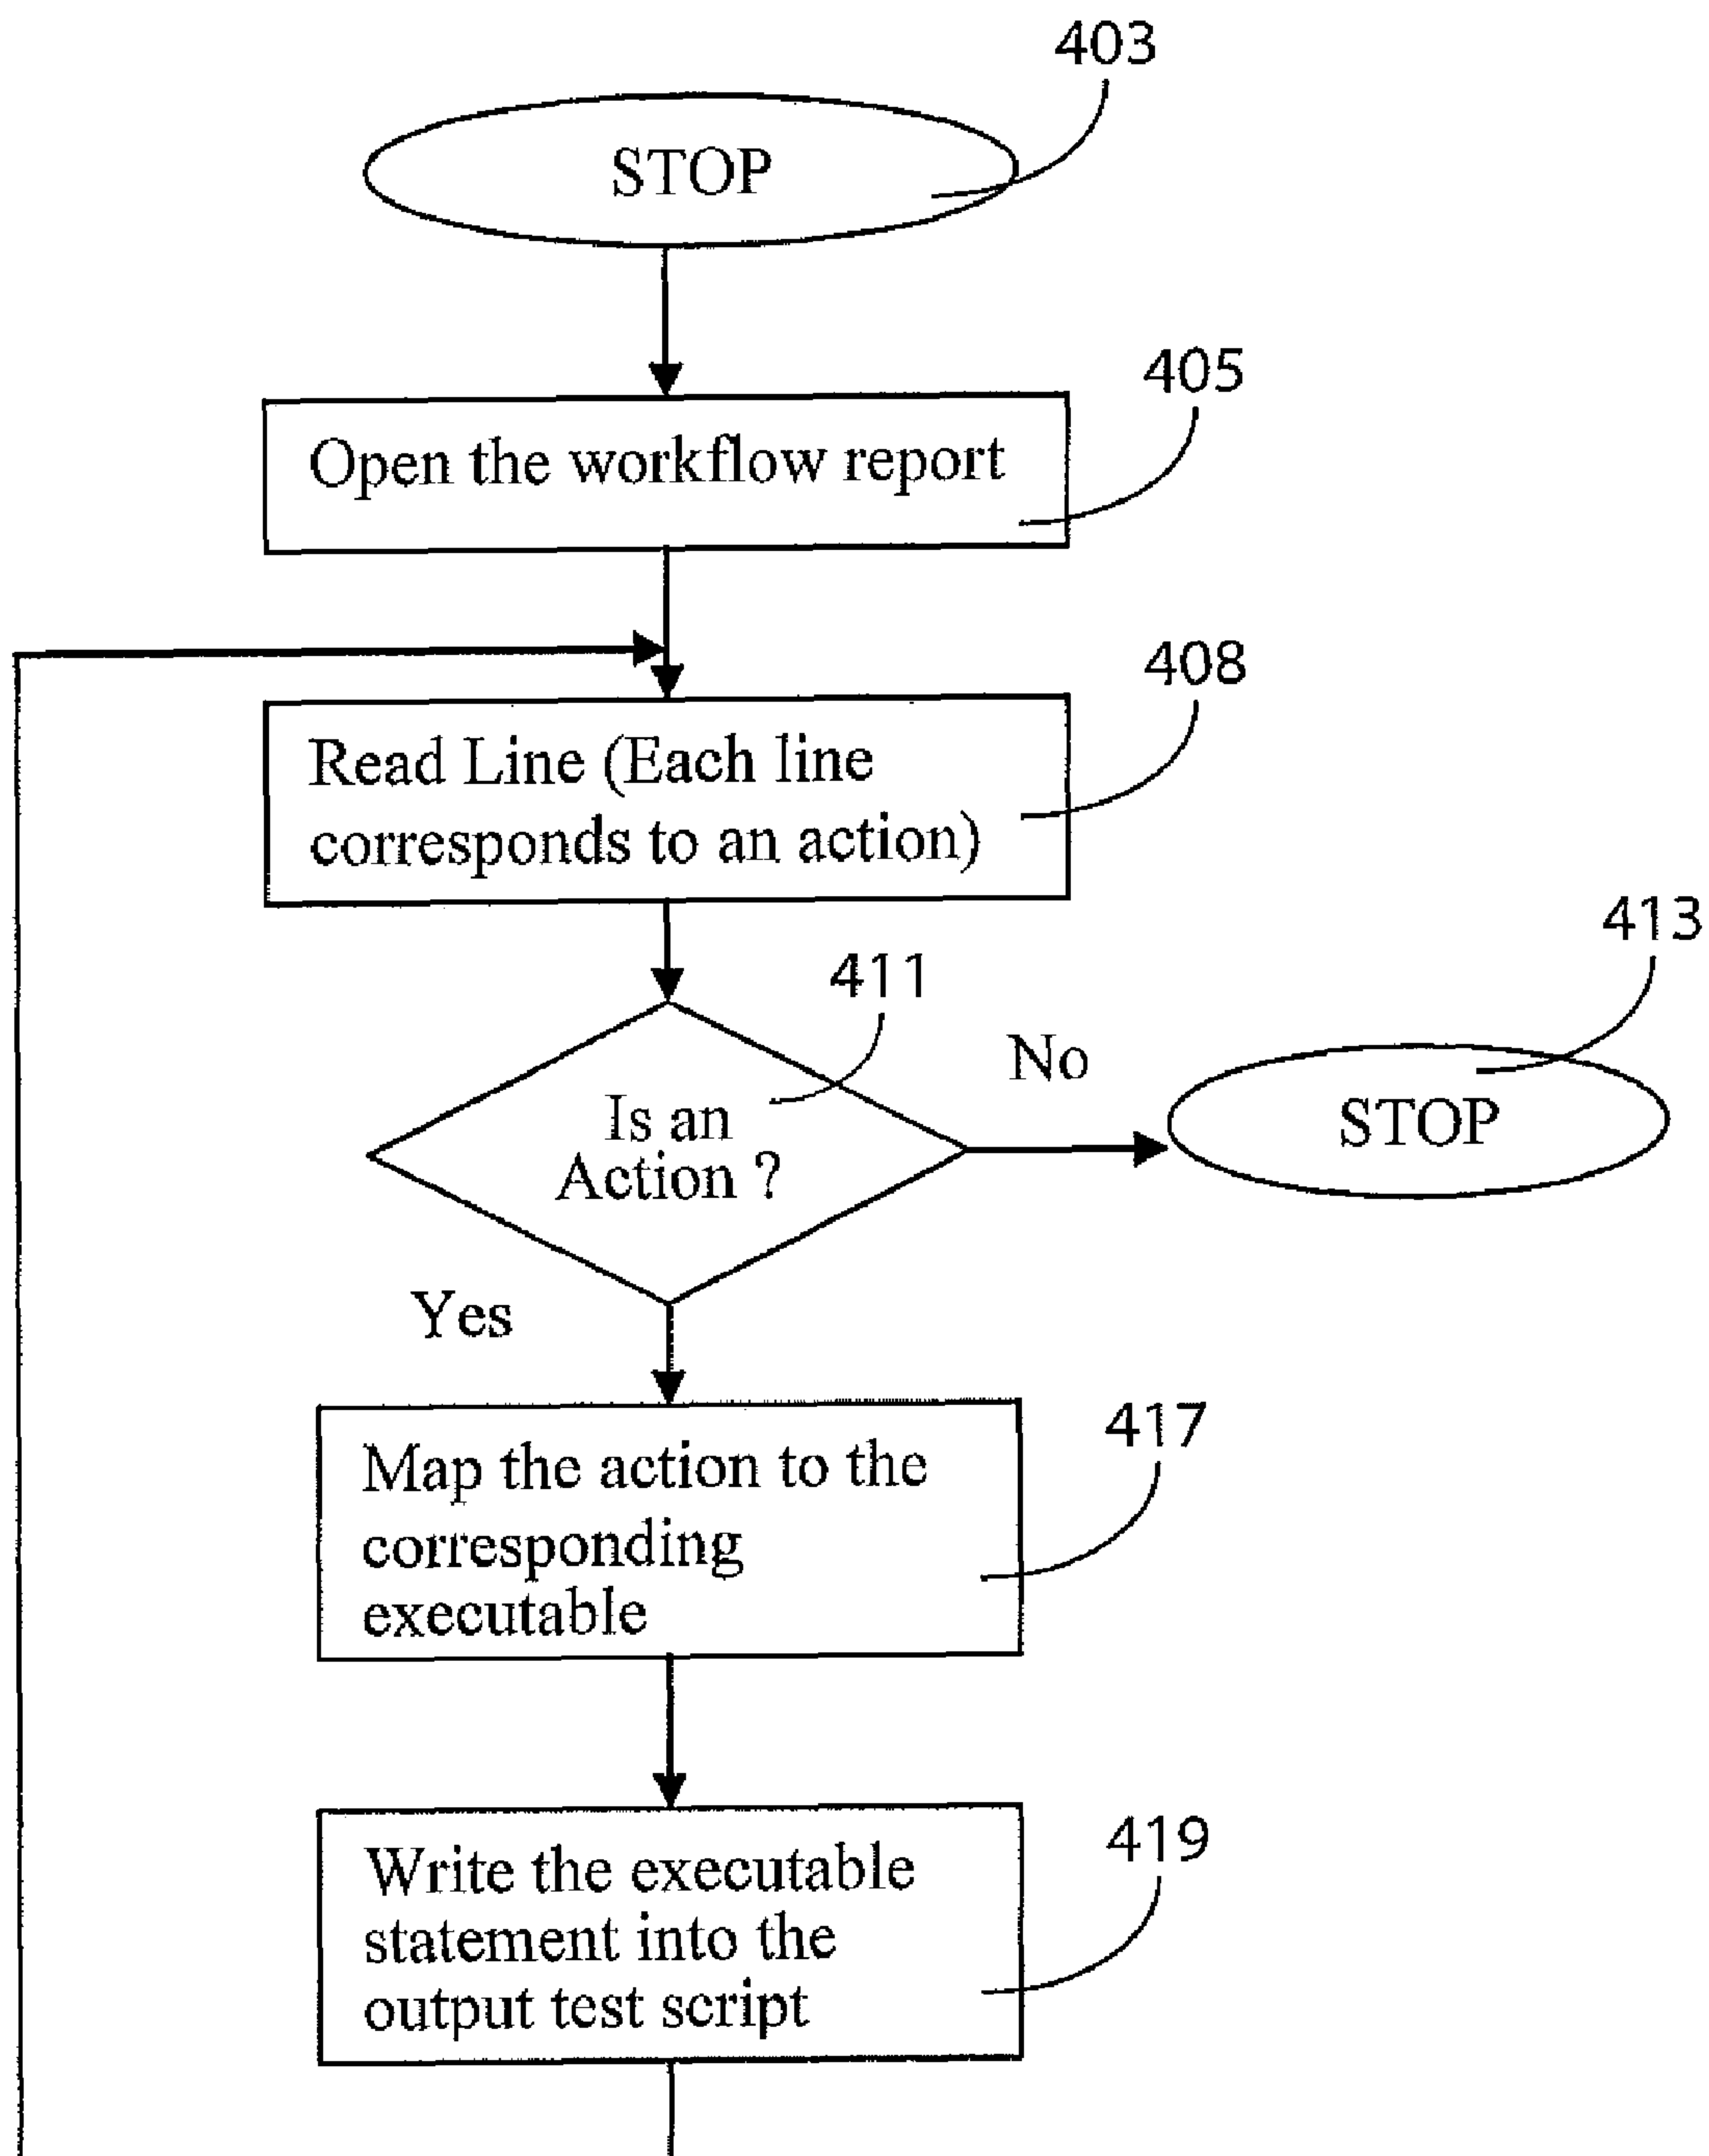 403
STOP
405
Open the workflow report
408
Read Line (Each line
corresponds to an action)
413
411
No
STOP
Is an
Action ?
Yes
417
Map the action to the
corresponding
executable
419
Write the executable
statement into the
output test script